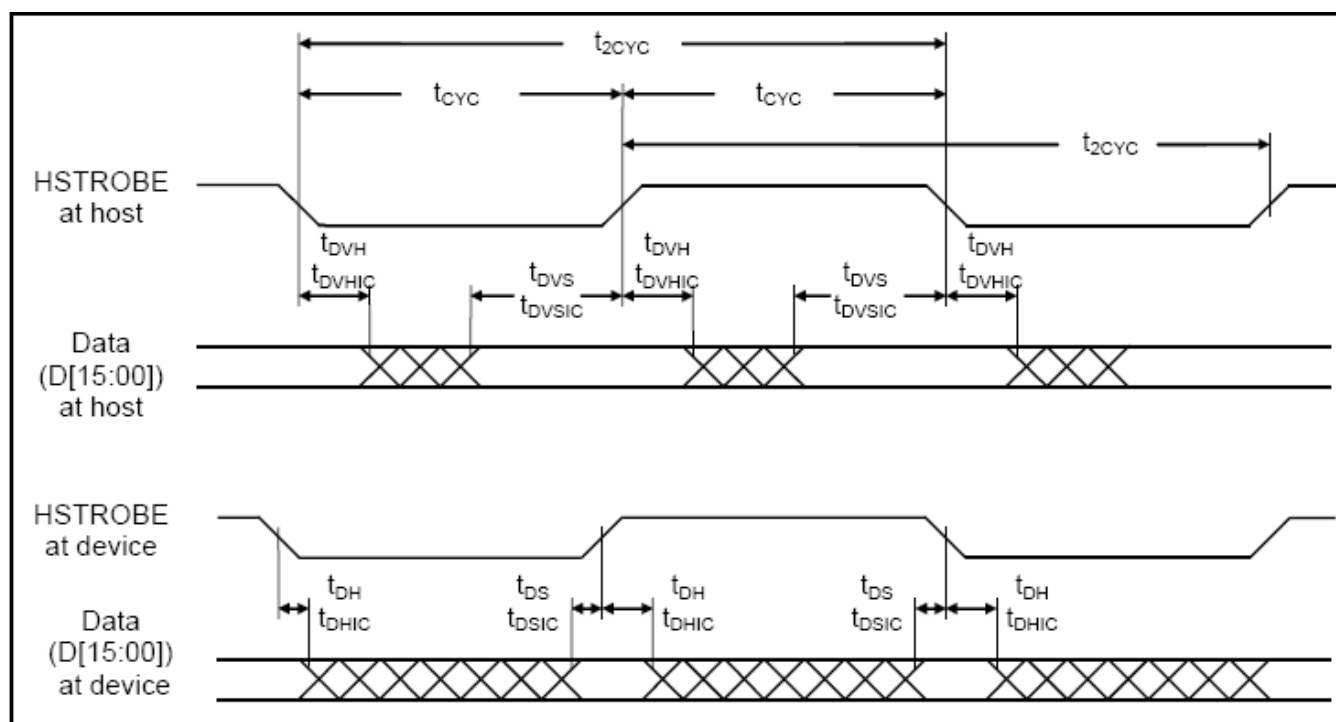 t2CYC
tCYC tCYC
t2CYC
HSTROBE
at host
tDVH tDVH tDVH
tDVHIC tDVS tDVHIC tDVS tDVHIC
tDVSIC tDVSIC
Data
(D[15:00])
at host
HSTROBE
at device
tDH tDS tDH tDS tDH
tDHIC tDSIC tDHIC tDSIC tDHIC
Data
(D[15:00])
at device